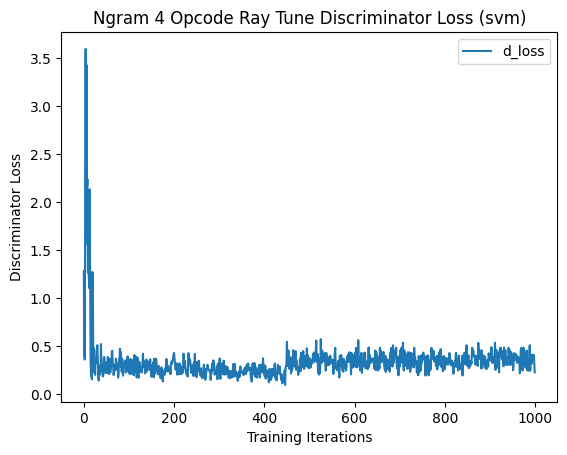 Ngram 4 Opcode Ray Tune Discriminator Loss (svm)
d_loss
3.5
3.0
2.5
2.0
1.5
1.0
0.5
0.0
Discriminator Loss
0 200 400 600 800 1000
Training Iterations